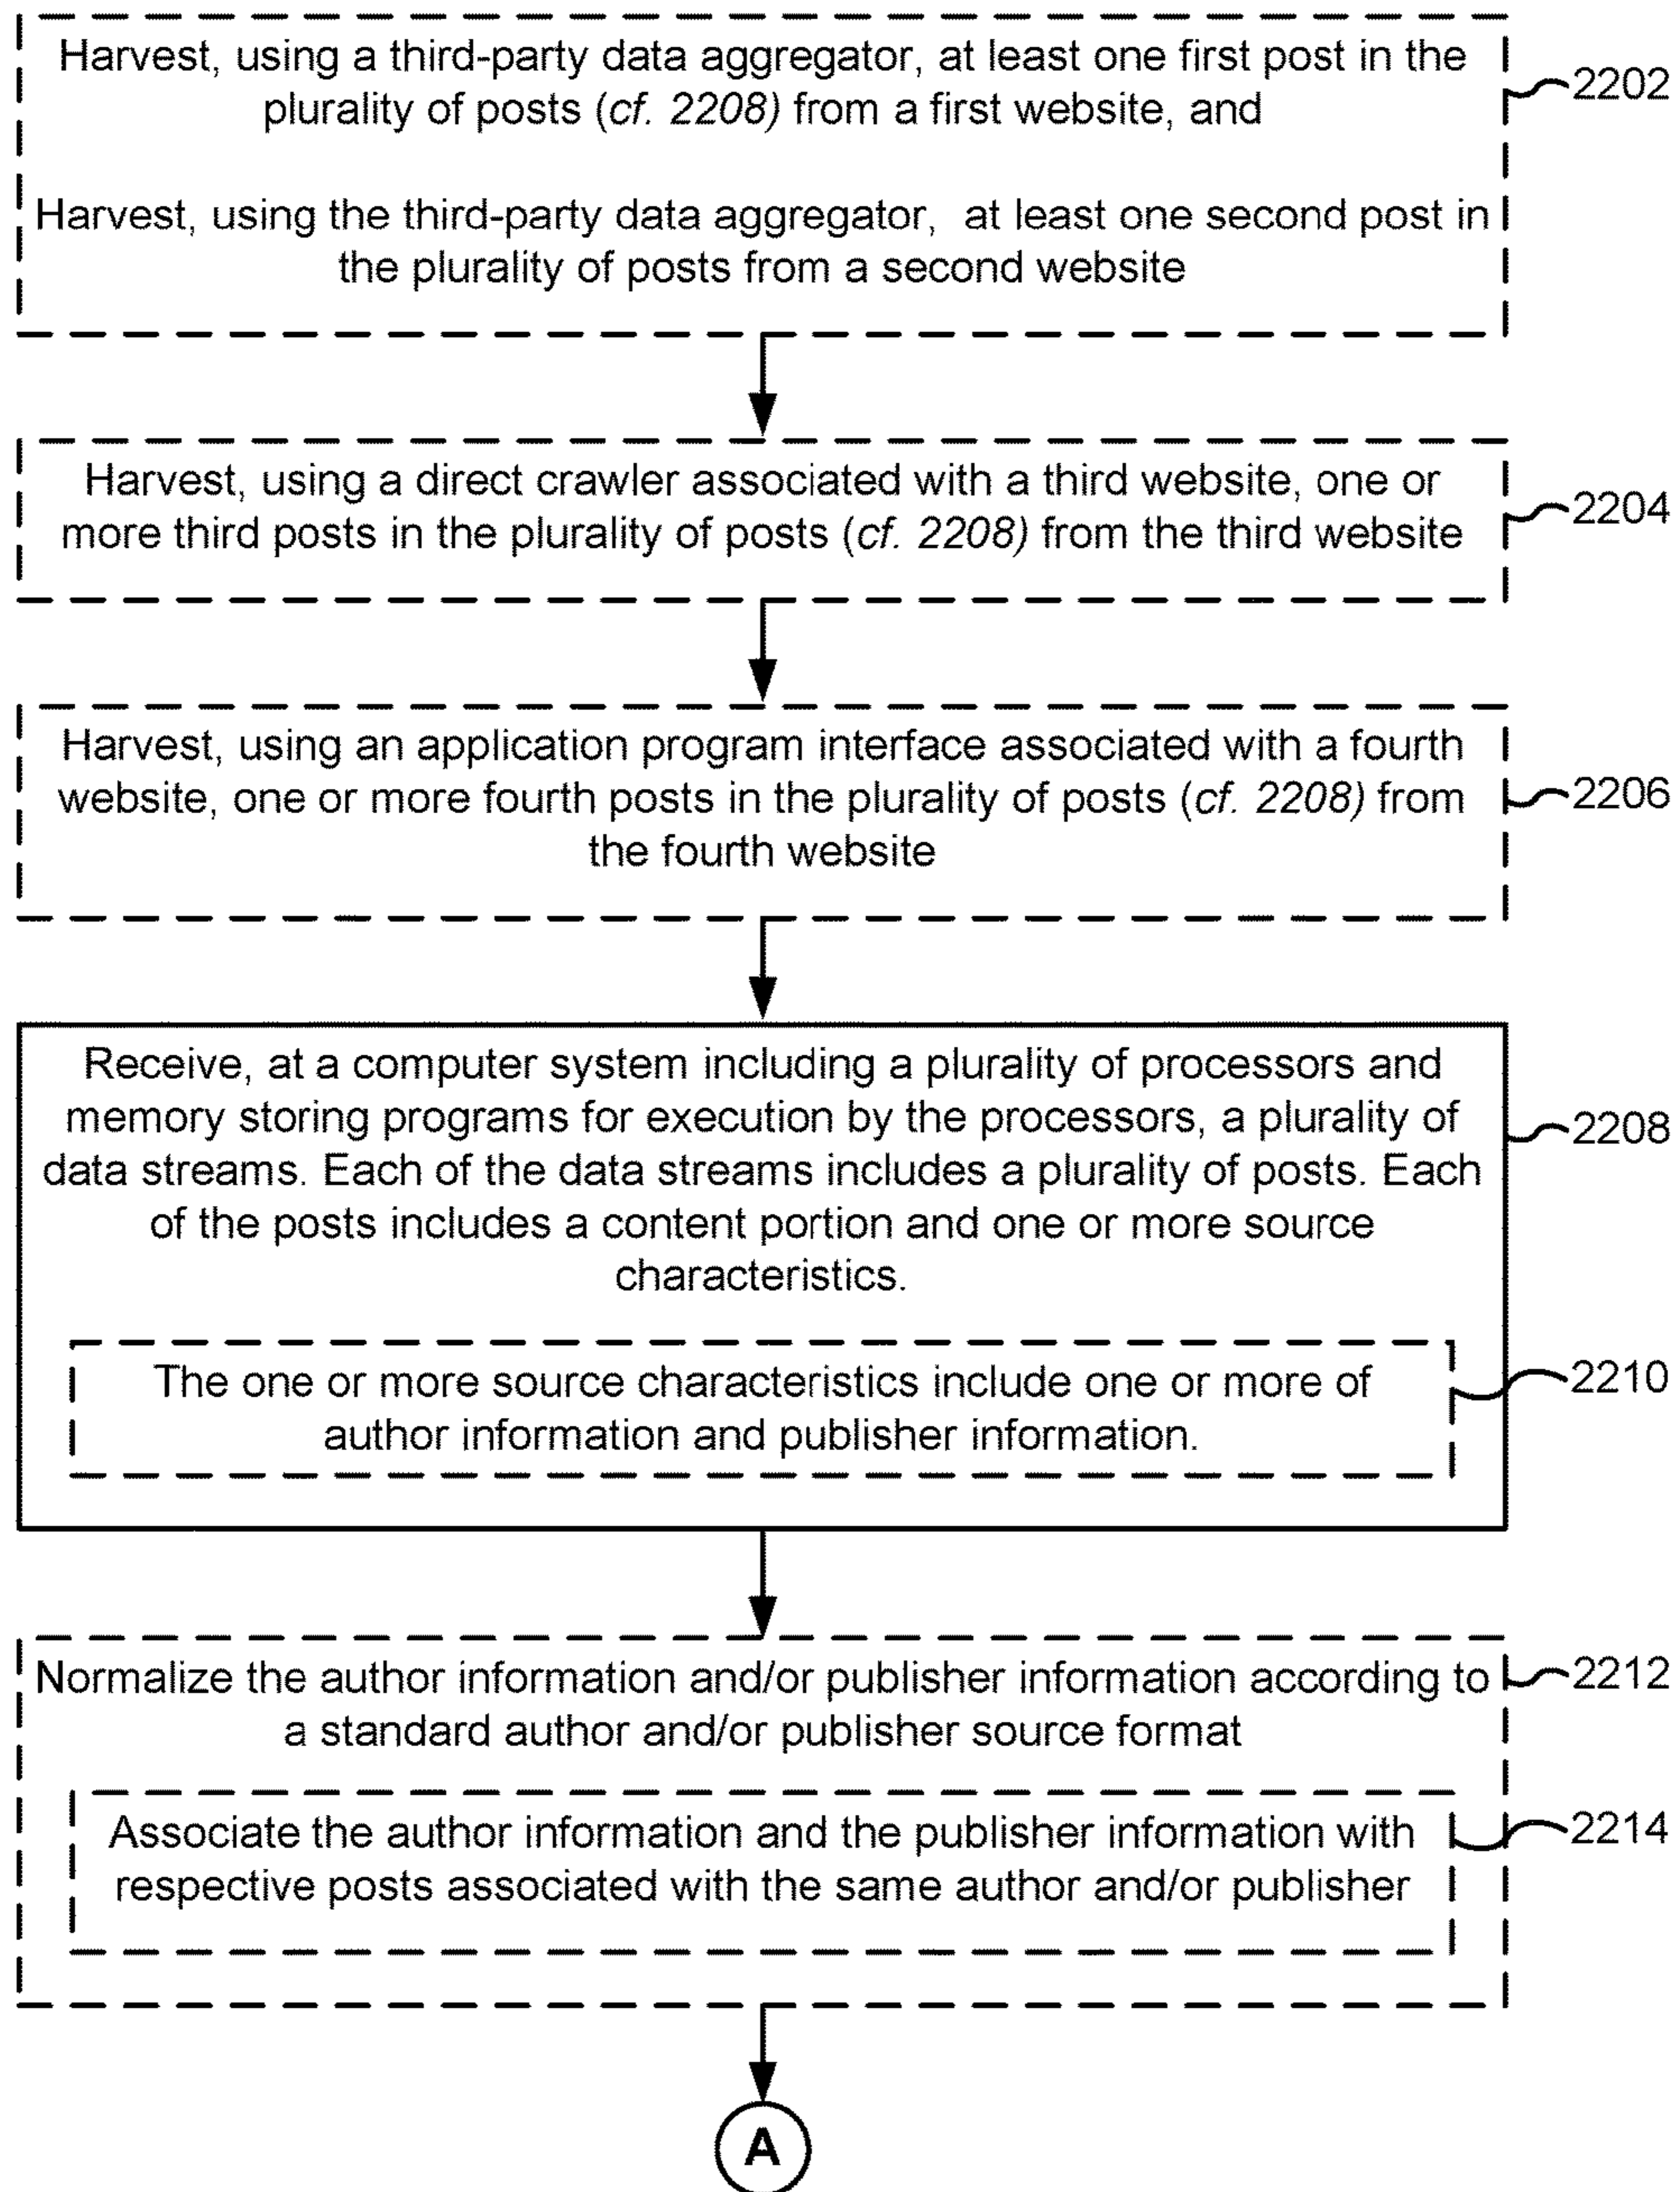 Harvest, using a third-party data aggregator, at least one first post in the
plurality of posts (cf. 2208) from a first website, and
2202
Harvest, using the third-party data aggregator, at least one second post in
the plurality of posts from a second website
Harvest, using a direct crawler associated with a third website, one or
more third posts in the plurality of posts (cf. 2208) from the third website
2204
Harvest, using an application program interface associated with a fourth
website, one or more fourth posts in the plurality of posts (cf. 2208) from
the fourth website
2206
Receive, at a computer system including a plurality of processors and
memory storing programs for execution by the processors, a plurality of
data streams. Each of the data streams includes a plurality of posts. Each
of the posts includes a content portion and one or more source
characteristics.
2208
The one or more source characteristics include one or more of
author information and publisher information.
2210
Normalize the author information and/or publisher information according to
a standard author and/or publisher source format
2212
Associate the author information and the publisher information with
respective posts associated with the same author and/or publisher
2214
A